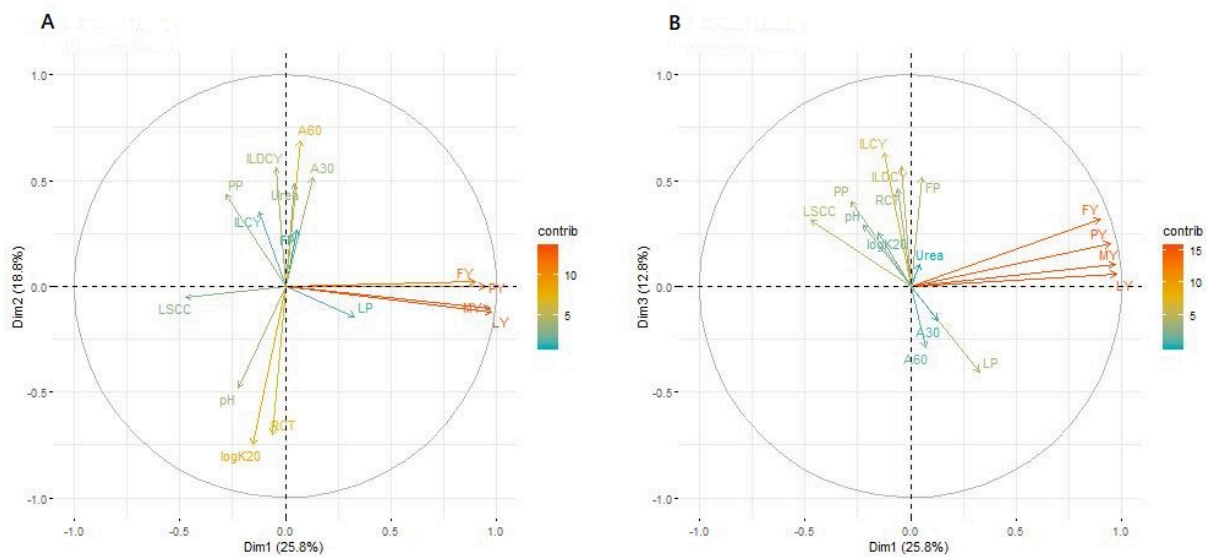 A
1.0
0.5
0.0
-0.5
-1.0
Dim2 (18.8%)
A60
ILDCY
A30
PP
Urea
ILCY
FP
FY
PY
LSCC
LP
MY
LY
pH
RCT
logK20
-1.0 -0.5 0.0 0.5 1.0
Dim1 (25.8%)
contrib
10
5
B
1.0
0.5
0.0
-0.5
-1.0
Dim3 (12.8%)
ILCY
FP
PP
RCT
LSCC
pH
FY
logK20
PY
Urea
MY
LY
A30
A60
LP
-1.0 -0.5 0.0 0.5 1.0
Dim1 (25.8%)
contrib
15
10
5